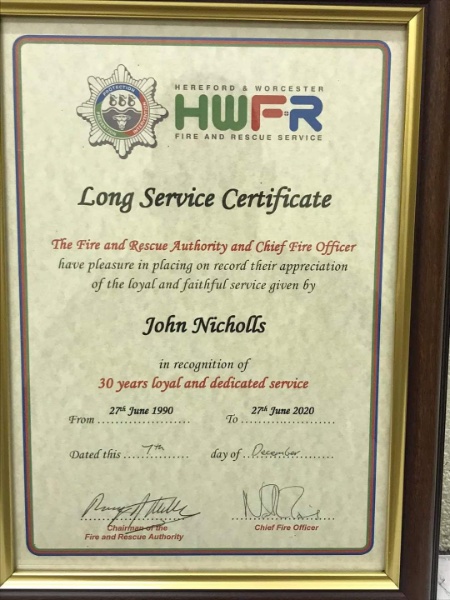 PROTECTION
HEREFORD & WORCESTER
HWFR
FIRE AND RESCUE SERVICE
Long Service Certificate
The Fire and Rescue Authority and Chief Fire Officer
have pleasure in placing on record their appreciation
of the loyal and faithful service given by
John Nicholls
in recognition of
30 years loyal and dedicated service
From 27th June 1990 To 27th June 2020
Dated this 7th day of December
Chairman of the Chief Fire Officer
Fire and Rescue Authority